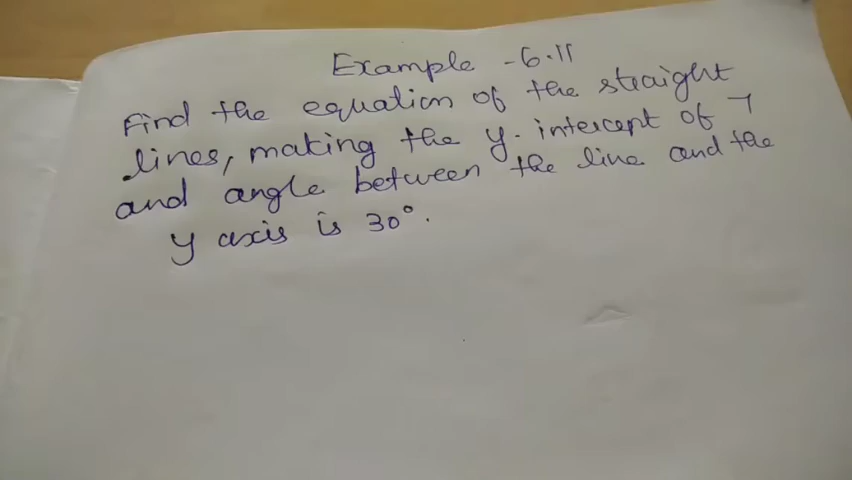 Example -6.11
Find the equation of the straight
lines, making the y-intercept of 7
and angle between the line and the
y axis is 30°.